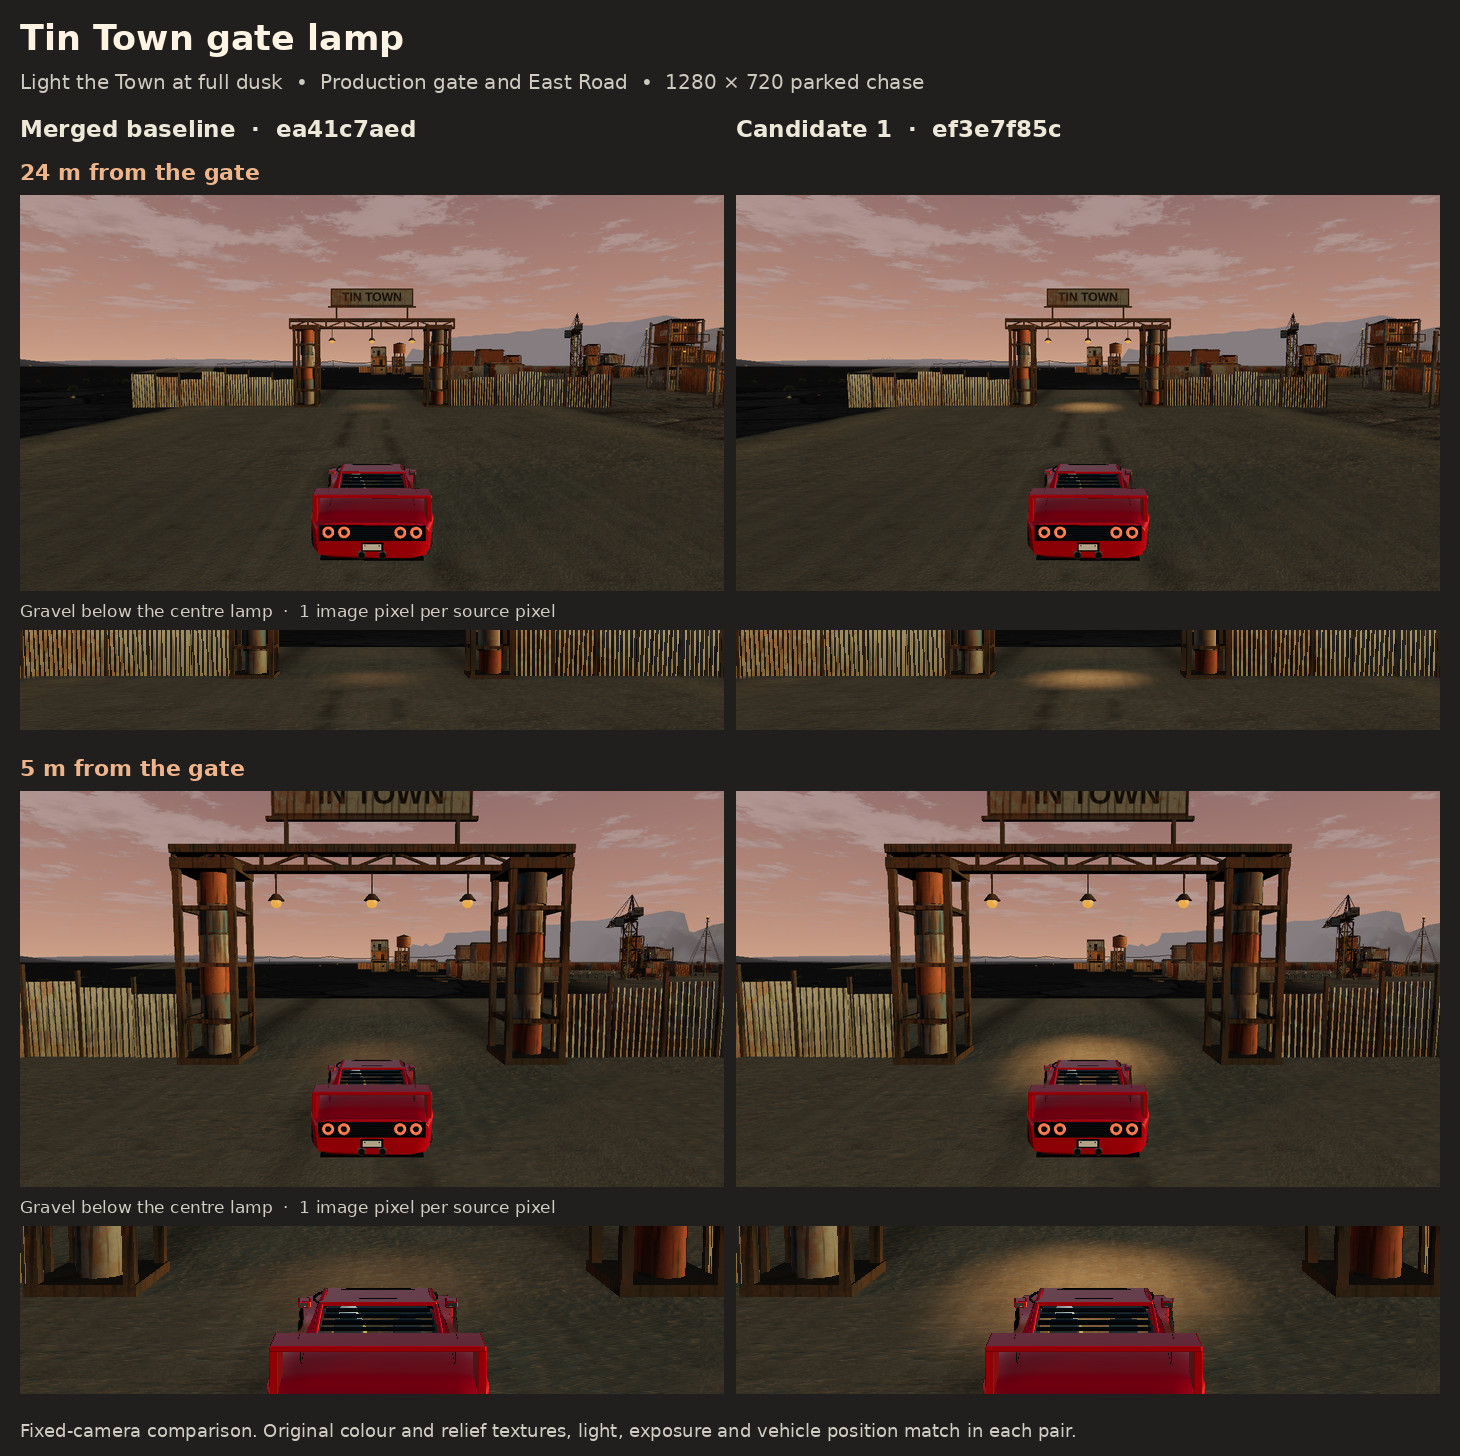 Tin Town gate lamp
Light the Town at full dusk • Production gate and East Road • 1280 × 720 parked chase
Merged baseline · ea41c7aed
Candidate 1 · ef3e7f85c
24 m from the gate
TIN TOWN
TIN TOWN
Gravel below the centre lamp · 1 image pixel per source pixel
5 m from the gate
TIN TOWN
TIN TOWN
Gravel below the centre lamp · 1 image pixel per source pixel
Fixed-camera comparison. Original colour and relief textures, light, exposure and vehicle position match in each pair.